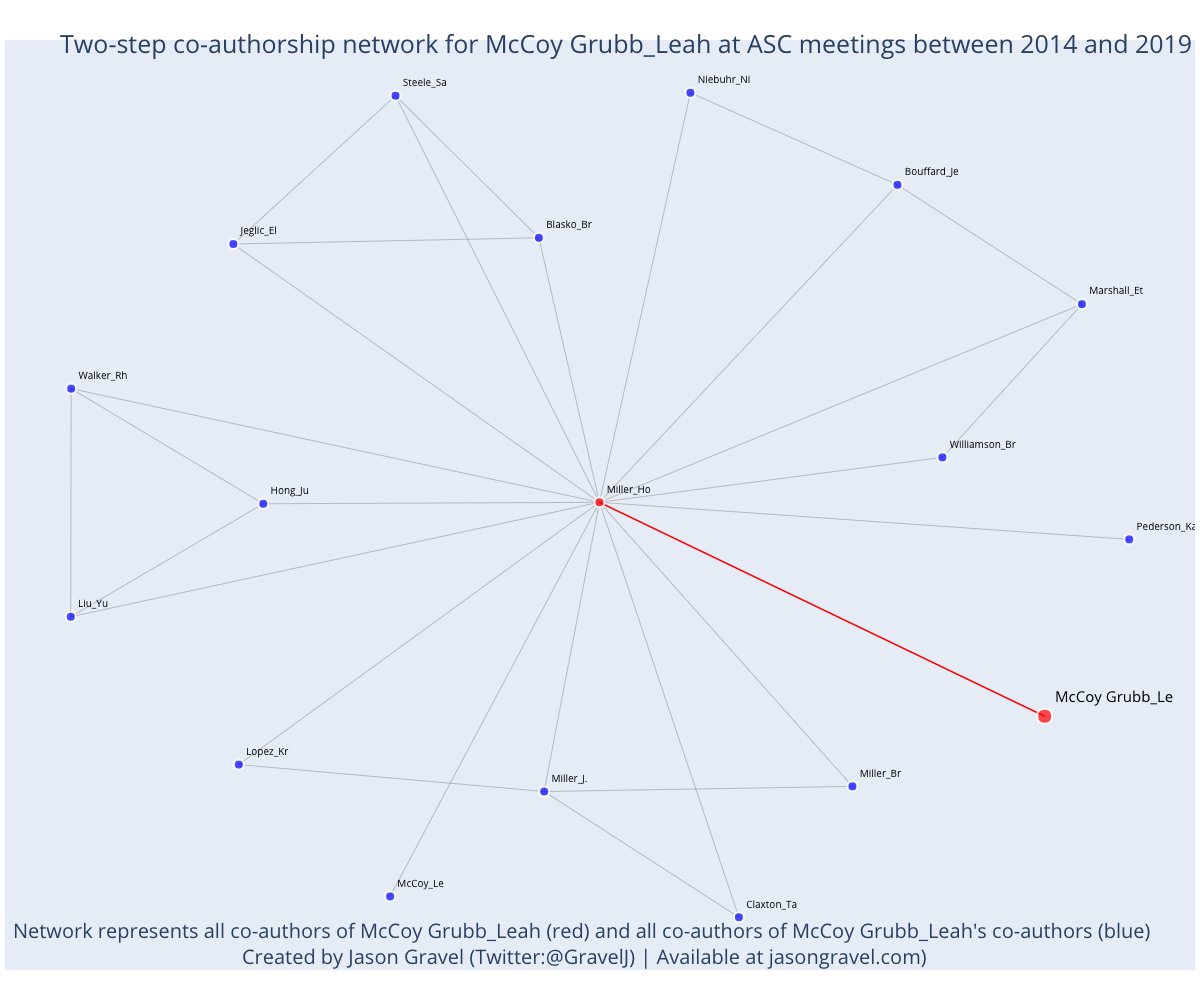 Two-step co-authorship network for McCoy Grubb_Leah at ASC meetings between 2014 and 2019
Niebuhr_Ni
Steele_Sa
Bouffard_Je
Blasko_Br
Jeglic_El
Marshall_Et
Walker_Rh
Williamson_Br
Miller_Ho
Hong_Ju
Pederson_Ka
Liu_Yu
McCoy Grubb_Le
Lopez_Kr
Miller_Br
Miller_J.
McCoy_Le
Claxton_Ta
Network represents all co-authors of McCoy Grubb_Leah (red) and all co-authors of McCoy Grubb_Leah's co-authors (blue)
Created by Jason Gravel (Twitter:@GravelJ) | Available at jasongravel.com)